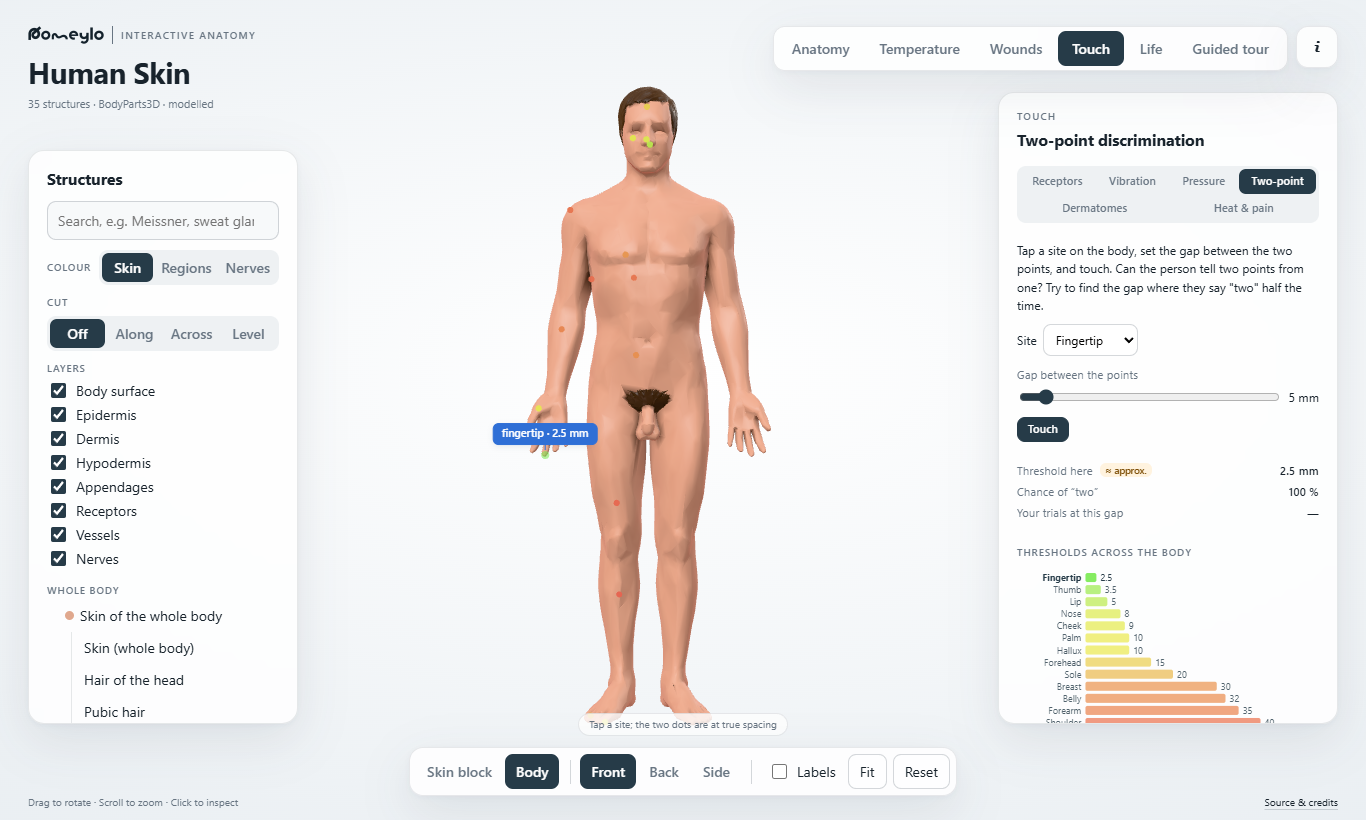 Romeylo
INTERACTIVE ANATOMY
Human Skin
35 structures · BodyParts3D · modelled
Anatomy Temperature Wounds Touch Life Guided tour
i
Structures
Search, e.g. Meissner, sweat glar
COLOUR Skin Regions Nerves
CUT
Off Along Across Level
LAYERS
Body surface
Epidermis
Dermis
Hypodermis
Appendages
Receptors
Vessels
Nerves
WHOLE BODY
Skin of the whole body
Skin (whole body)
Hair of the head
Pubic hair
fingertip · 2.5 mm
Tap a site; the two dots are at true spacing
TOUCH
Two-point discrimination
Receptors Vibration Pressure Two-point
Dermatomes Heat & pain
Tap a site on the body, set the gap between the two
points, and touch. Can the person tell two points from
one? Try to find the gap where they say "two" half the
time.
Site Fingertip
Gap between the points
5 mm
Touch
Threshold here ≈ approx. 2.5 mm
Chance of “two” 100 %
Your trials at this gap —
THRESHOLDS ACROSS THE BODY
Fingertip 2.5
Thumb 3.5
Lip 5
Nose 8
Cheek 9
Palm 10
Hallux 10
Forehead 15
Sole 20
Breast 30
Belly 32
Forearm 35
Shoulder 40
Skin block Body Front Back Side Labels Fit Reset
Drag to rotate · Scroll to zoom · Click to inspect
Source & credits